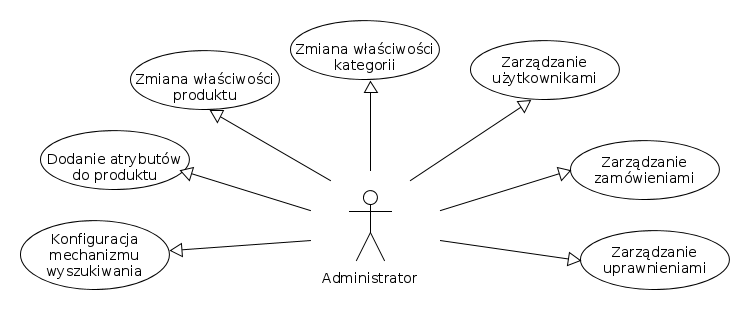 Zmiana właściwości
kategorii
Zmiana właściwości
produktu
Zarządzanie
użytkownikami
Dodanie atrybutów
do produktu
Zarządzanie
zamówieniami
Konfiguracja
mechanizmu
wyszukiwania
Zarządzanie
uprawnieniami
Administrator